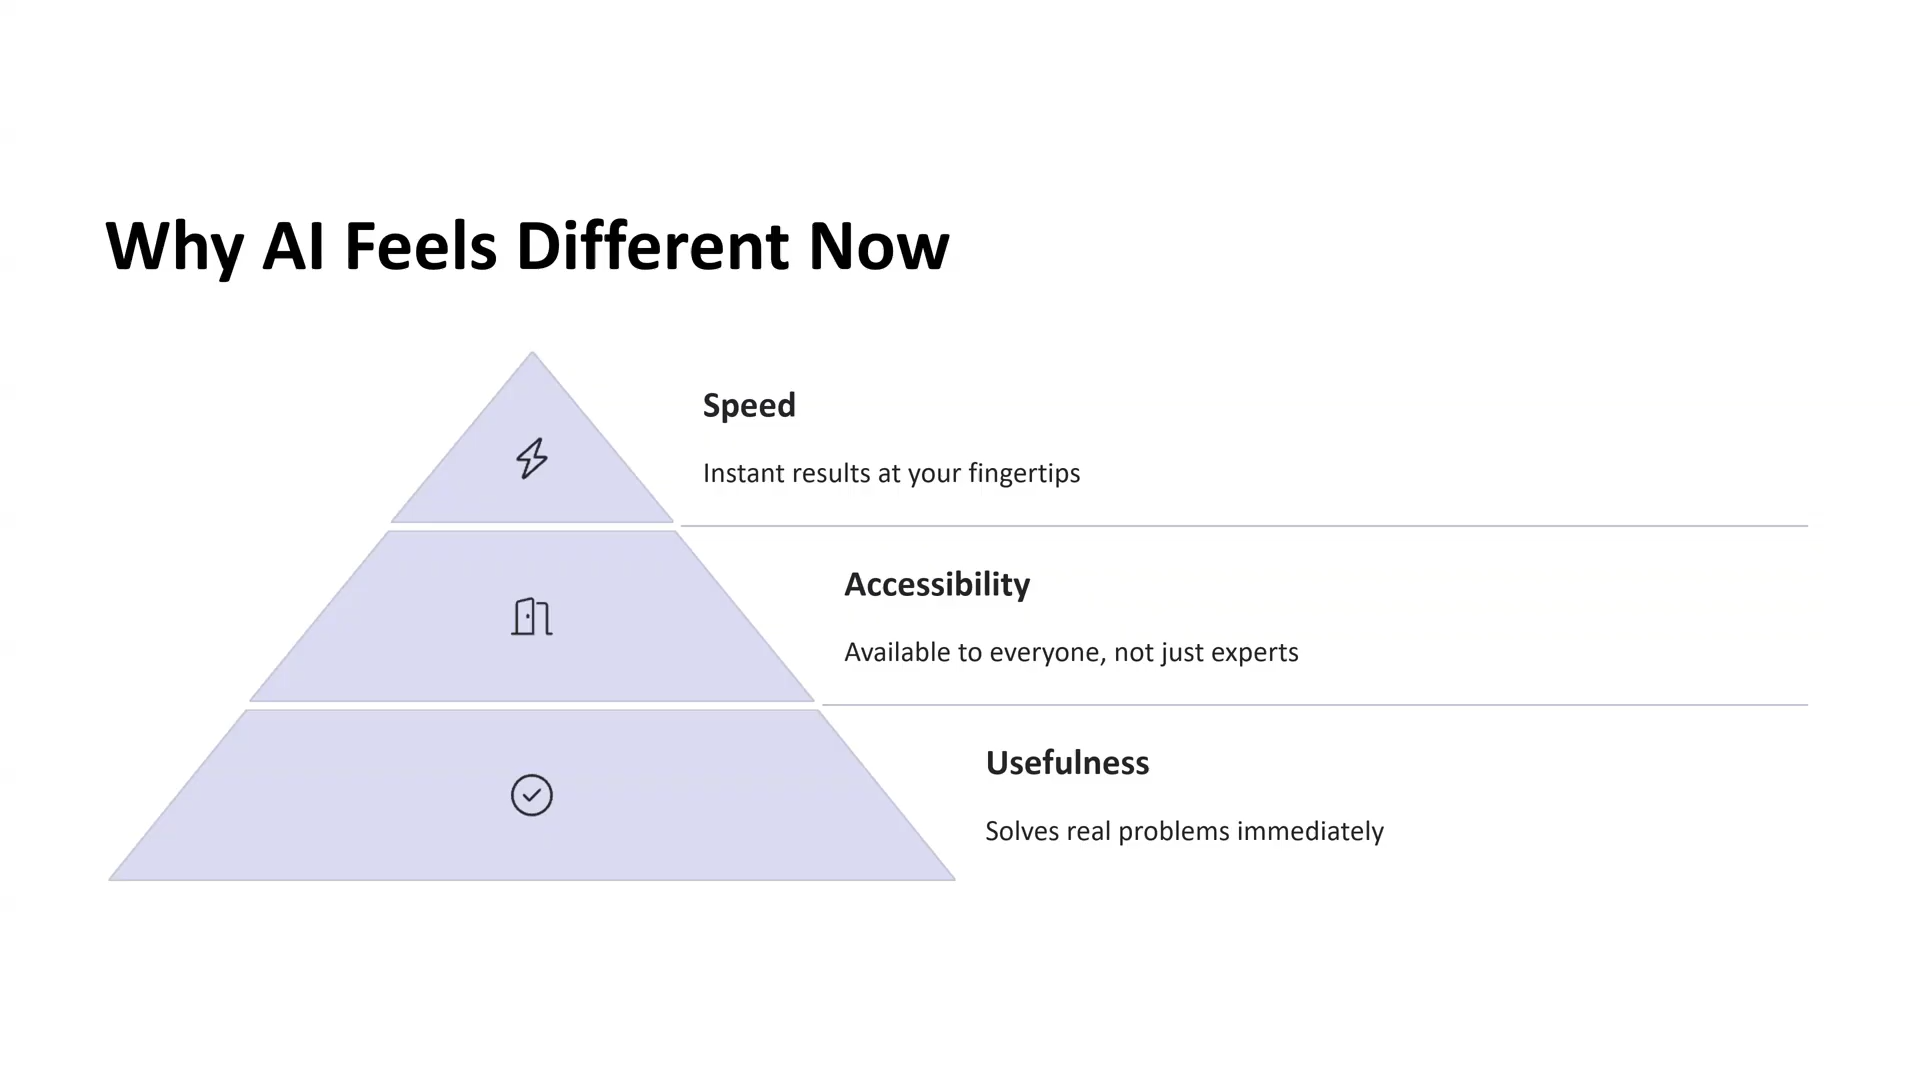 Why AI Feels Different Now
Speed
Instant results at your fingertips
Accessibility
Available to everyone, not just experts
Usefulness
Solves real problems immediately